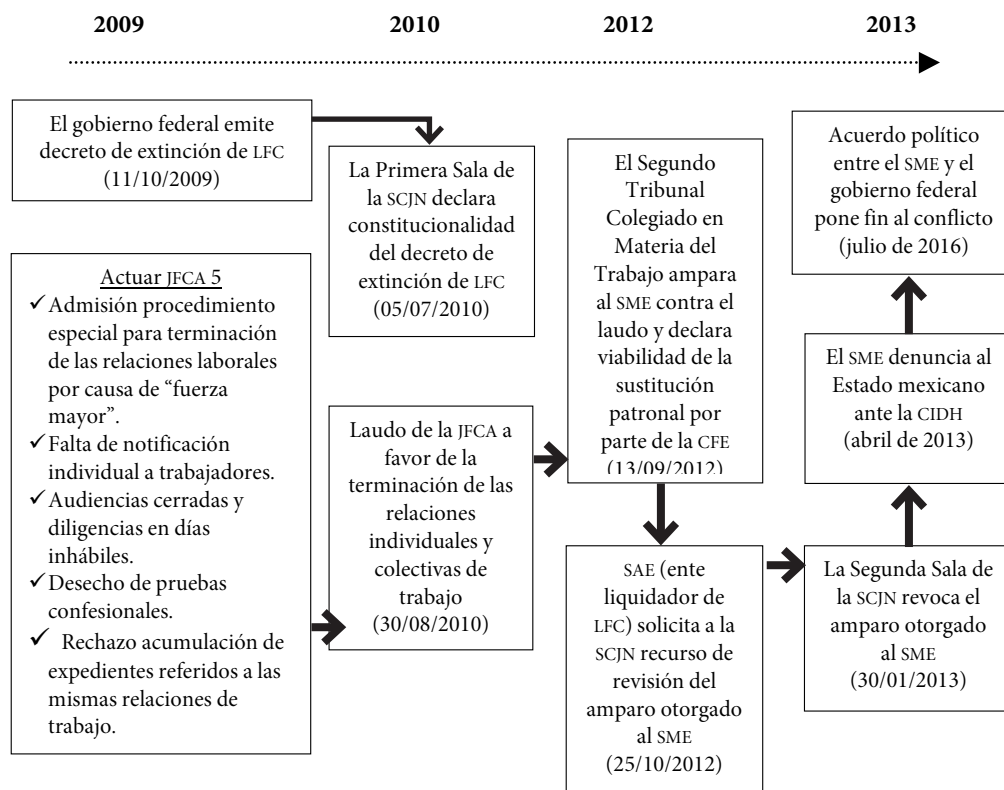 2009
2010
2012
2013
El gobierno federal emite
decreto de extinción de LFC
(11/10/2009)
Actuar JFCA 5
✓ Admisión procedimiento
especial para terminación
de las relaciones laborales
por causa de “fuerza
mayor”.
✓ Falta de notificación
individual a trabajadores.
✓ Audiencias cerradas y
diligencias en días
inhábiles.
✓ Desecho de pruebas
confesionales.
✓ Rechazo acumulación de
expedientes referidos a las
mismas relaciones de
trabajo.
La Primera Sala de
la SCJN declara
constitucionalidad
del decreto de
extinción de LFC
(05/07/2010)
Laudo de la JFCA a
favor de la
terminación de las
relaciones
individuales y
colectivas de
trabajo
(30/08/2010)
El Segundo
Tribunal
Colegiado en
Materia del
Trabajo ampara
al SME contra el
laudo y declara
viabilidad de la
sustitución
patronal por
parte de la CFE
(13/09/2012)
SAE (ente
liquidador de
LFC) solicita a la
SCJN recurso de
revisión del
amparo otorgado
al SME
(25/10/2012)
Acuerdo político
entre el SME y el
gobierno federal
pone fin al conflicto
(julio de 2016)
El SME denuncia al
Estado mexicano
ante la CIDH
(abril de 2013)
La Segunda Sala de
la SCJN revoca el
amparo otorgado
al SME
(30/01/2013)